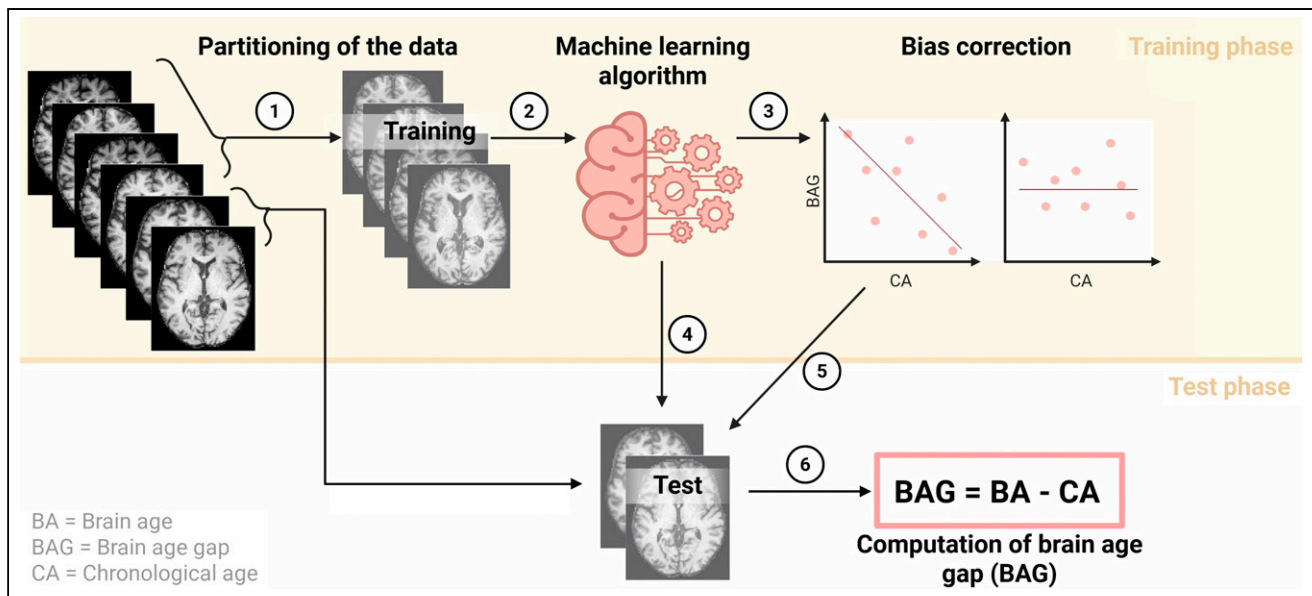 Partitioning of the data
Machine learning
algorithm
Bias correction
Training phase
1
Training
2
3
BAG
CA
CA
4
5
Test phase
Test
6
BAG = BA - CA
Computation of brain age
gap (BAG)
BA = Brain age
BAG = Brain age gap
CA = Chronological age